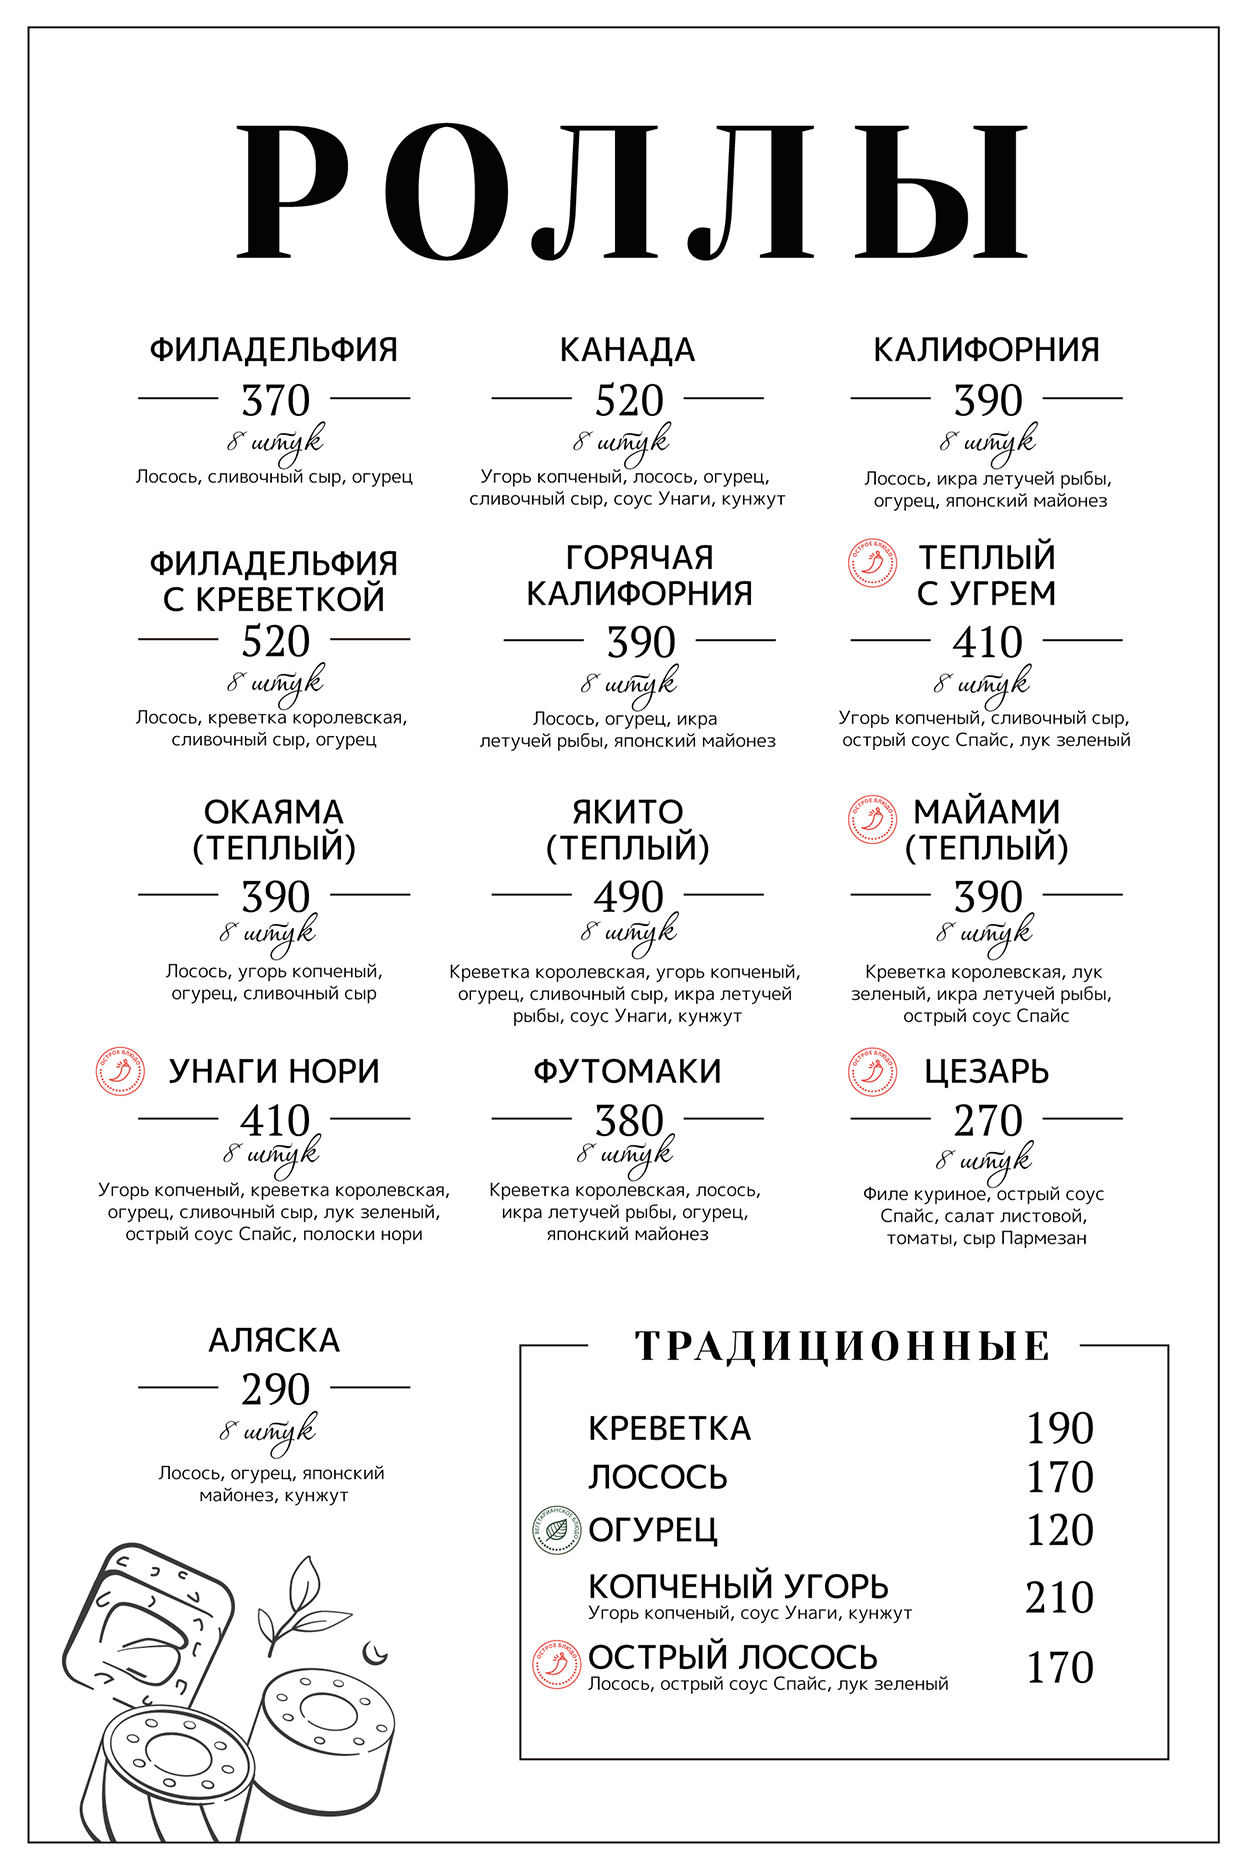 РОЛЛЫ
ФИЛАДЕЛЬФИЯ
370
8 штук
Лосось, сливочный сыр, огурец
КАНАДА
520
8 штук
Угорь копченый, лосось, огурец,
сливочный сыр, соус Унаги, кунжут
КАЛИФОРНИЯ
390
8 штук
Лосось, икра летучей рыбы,
огурец, японский майонез
ФИЛАДЕЛЬФИЯ
С КРЕВЕТКОЙ
520
8 штук
Лосось, креветка королевская,
сливочный сыр, огурец
ГОРЯЧАЯ
КАЛИФОРНИЯ
390
8 штук
Лосось, огурец, икра
летучей рыбы, японский майонез
ОСТРОЕ БЛЮДО
ТЕПЛЫЙ
С УГРЕМ
410
8 штук
Угорь копченый, сливочный сыр,
острый соус Спайс, лук зеленый
ОКАЯМА
(ТЕПЛЫЙ)
390
8 штук
Лосось, угорь копченый,
огурец, сливочный сыр
ЯКИТО
(ТЕПЛЫЙ)
490
8 штук
Креветка королевская, угорь копченый,
огурец, сливочный сыр, икра летучей
рыбы, соус Унаги, кунжут
ОСТРОЕ БЛЮДО
МАЙАМИ
(ТЕПЛЫЙ)
390
8 штук
Креветка королевская, лук
зеленый, икра летучей рыбы,
острый соус Спайс
ОСТРОЕ БЛЮДО
УНАГИ НОРИ
410
8 штук
Угорь копченый, креветка королевская,
огурец, сливочный сыр, лук зеленый,
острый соус Спайс, полоски нори
ФУТОМАКИ
380
8 штук
Креветка королевская, лосось,
икра летучей рыбы, огурец,
японский майонез
ОСТРОЕ БЛЮДО
ЦЕЗАРЬ
270
8 штук
Филе куриное, острый соус
Спайс, салат листовой,
томаты, сыр Пармезан
АЛЯСКА
290
8 штук
Лосось, огурец, японский
майонез, кунжут
ТРАДИЦИОННЫЕ
КРЕВЕТКА 190
ЛОСОСЬ 170
ВЕГЕТАРИАНСКОЕ БЛЮДО
ОГУРЕЦ 120
КОПЧЕНЫЙ УГОРЬ 210
Угорь копченый, соус Унаги, кунжут
ОСТРОЕ БЛЮДО
ОСТРЫЙ ЛОСОСЬ 170
Лосось, острый соус Спайс, лук зеленый